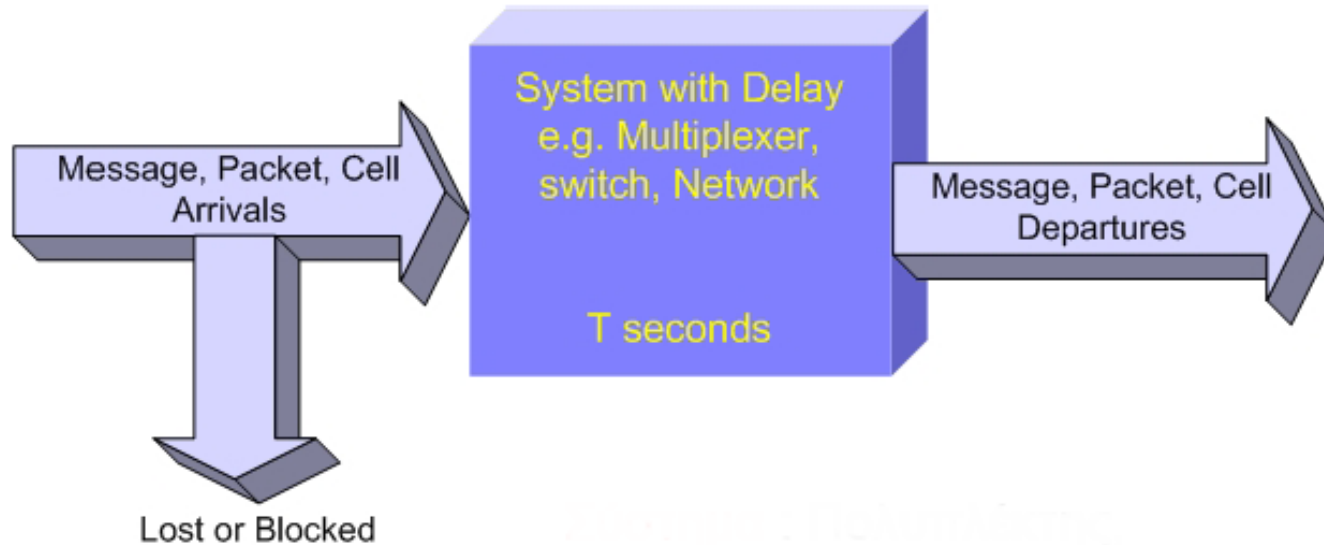 Message, Packet, Cell
Arrivals
System with Delay
e.g. Multiplexer,
switch, Network
T seconds
Message, Packet, Cell
Departures
Lost or Blocked